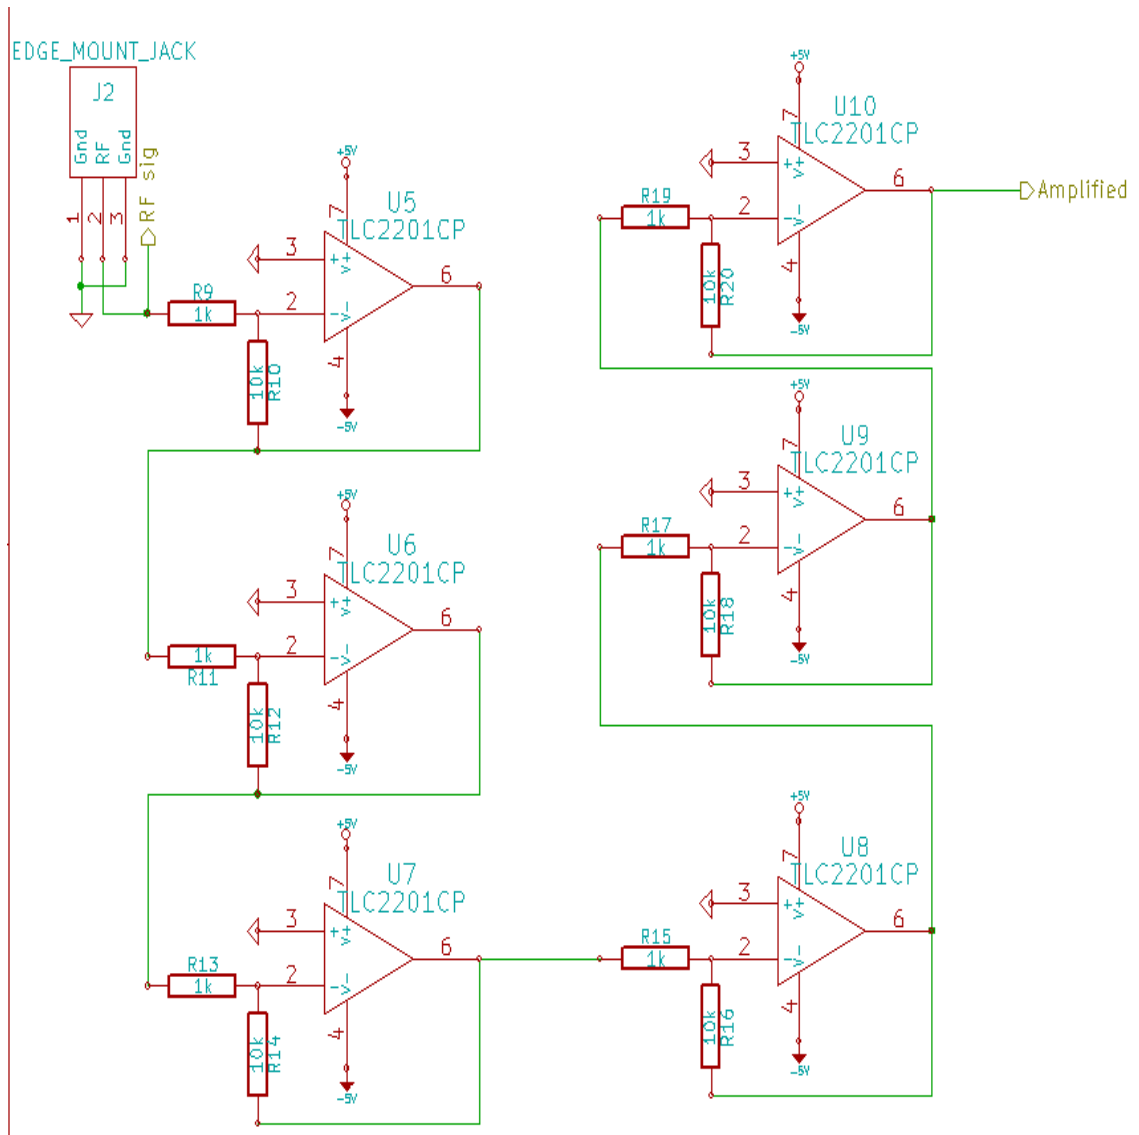 EDGE_MOUNT_JACK
J2
Gnd
RF
Gnd
1
2
3
RF sig
R9
1k
10k
R10
+5V
7
U5
TLC2201CP
3
+
V+
2
-
V-
6
4
-5V
R11
1k
10k
R12
+5V
7
U6
TLC2201CP
3
+
V+
2
-
V-
6
4
-5V
R13
1k
10k
R14
+5V
7
U7
TLC2201CP
3
+
V+
2
-
V-
6
4
-5V
R15
1k
10k
R16
+5V
7
U8
TLC2201CP
3
+
V+
2
-
V-
6
4
-5V
R17
1k
10k
R18
+5V
7
U9
TLC2201CP
3
+
V+
2
-
V-
6
4
-5V
R19
1k
10k
R20
+5V
7
U10
TLC2201CP
3
+
V+
2
-
V-
6
4
-5V
Amplified